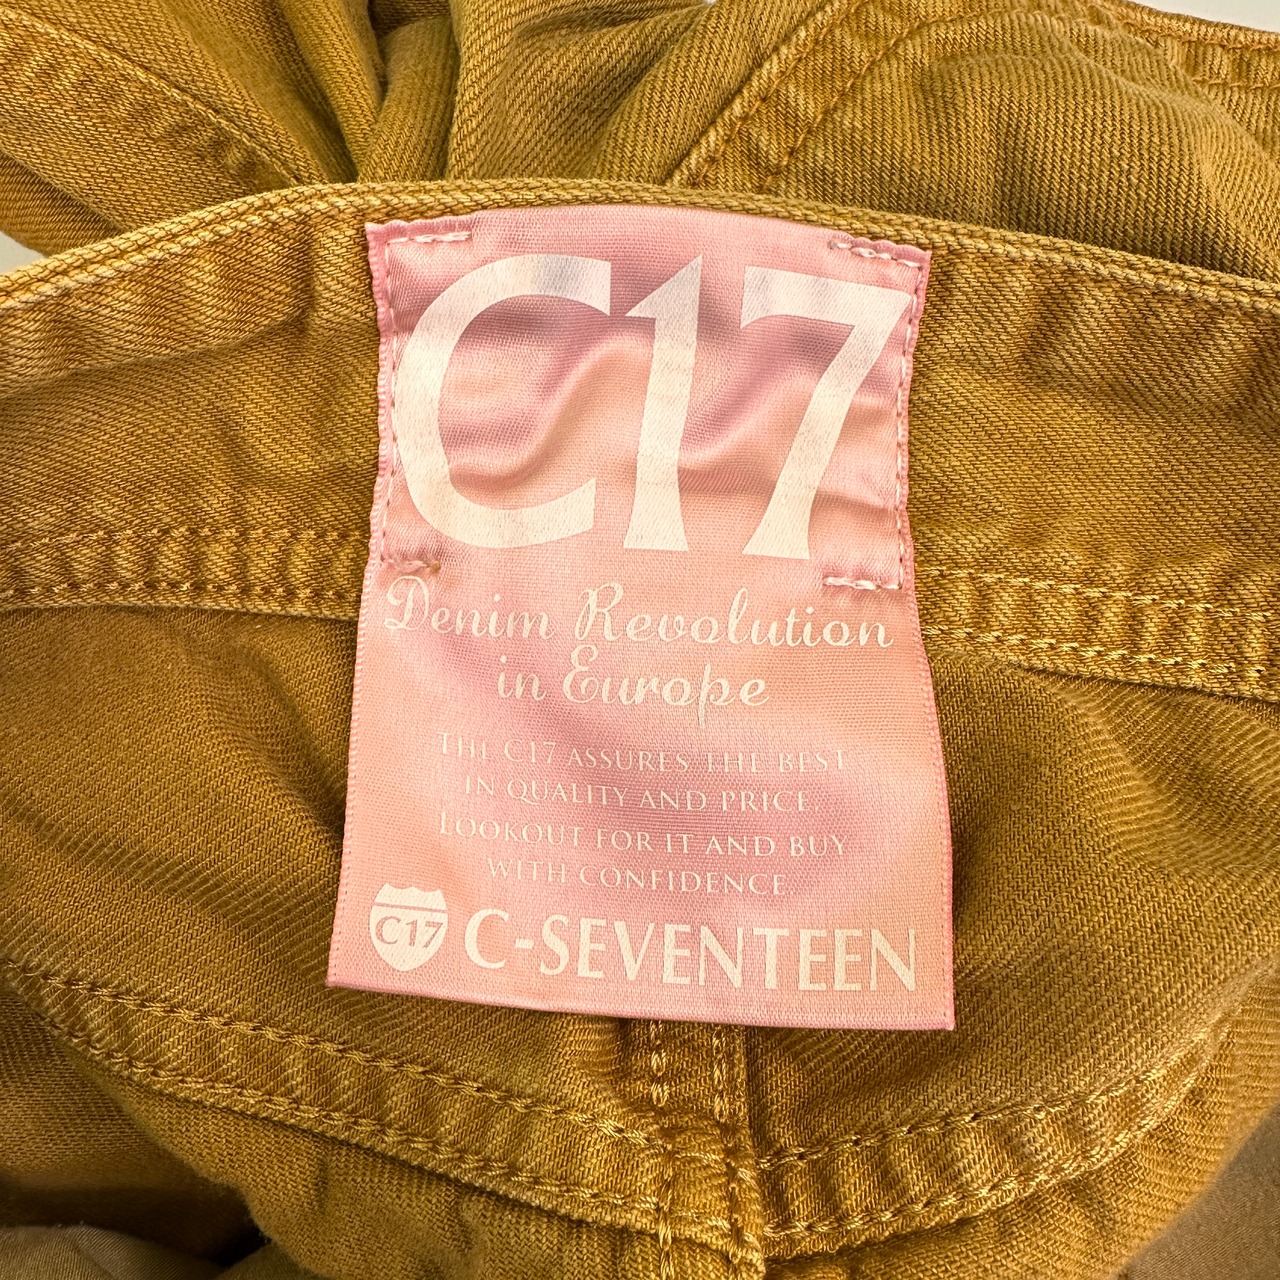 C17
Denim Revolution
in Europe
THE C17 ASSURES THE BEST
IN QUALITY AND PRICE.
LOOKOUT FOR IT AND BUY
WITH CONFIDENCE.
C17 C-SEVENTEEN